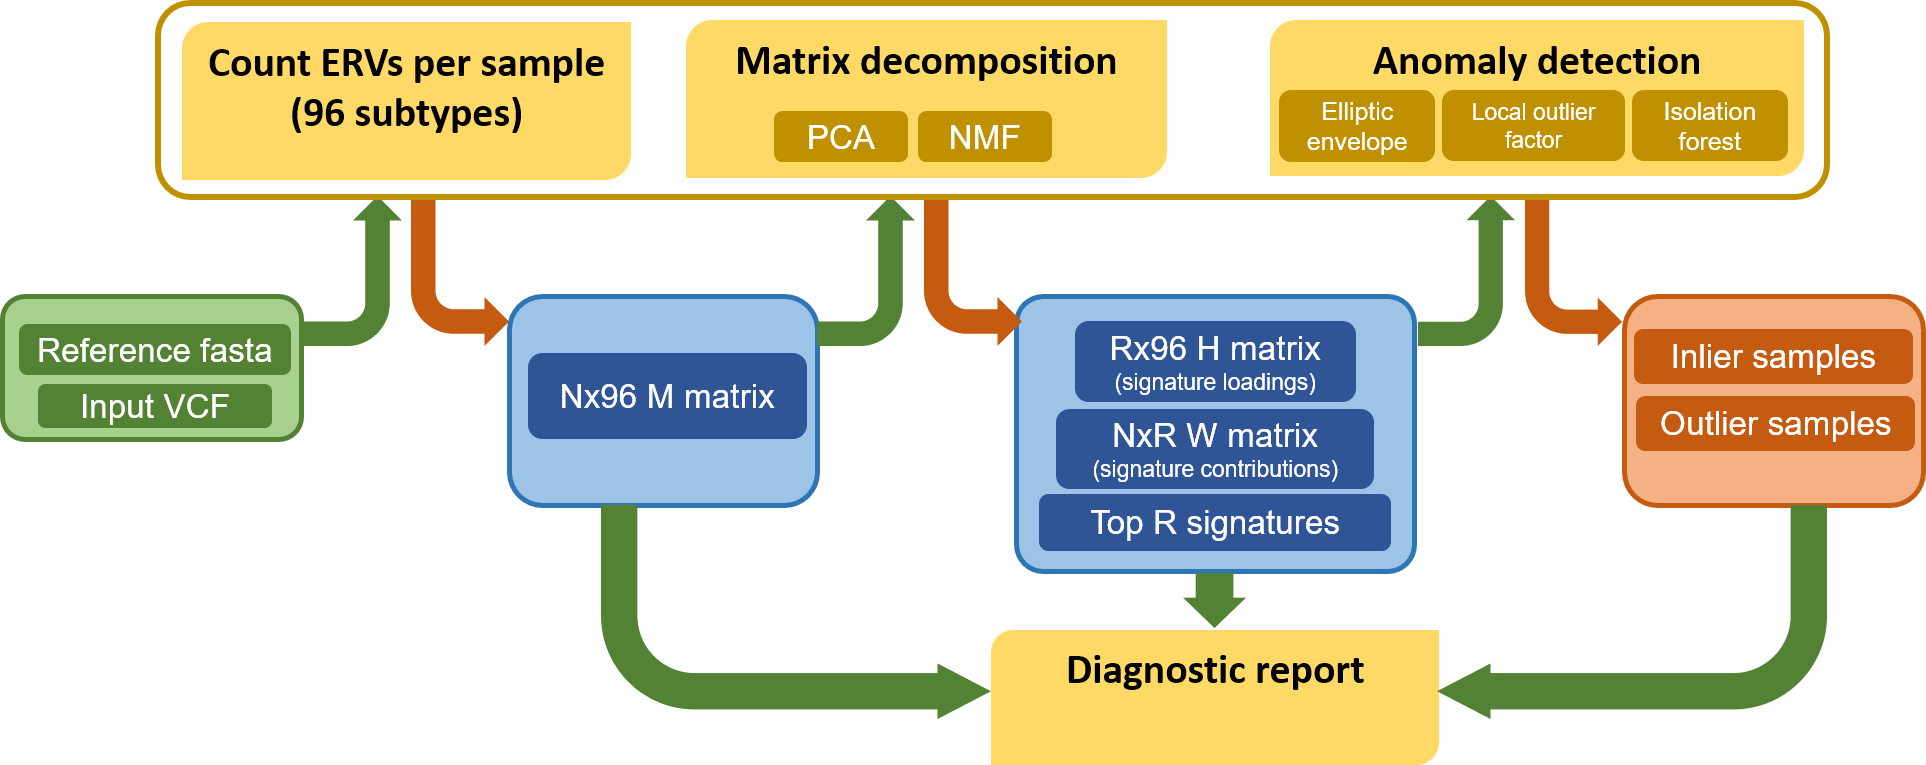 Count ERVs per sample
(96 subtypes)
Matrix decomposition
PCA
NMF
Anomaly detection
Elliptic
envelope
Local outlier
factor
Isolation
forest
Reference fasta
Input VCF
Nx96 M matrix
Rx96 H matrix
(signature loadings)
NxR W matrix
(signature contributions)
Top R signatures
Inlier samples
Outlier samples
Diagnostic report